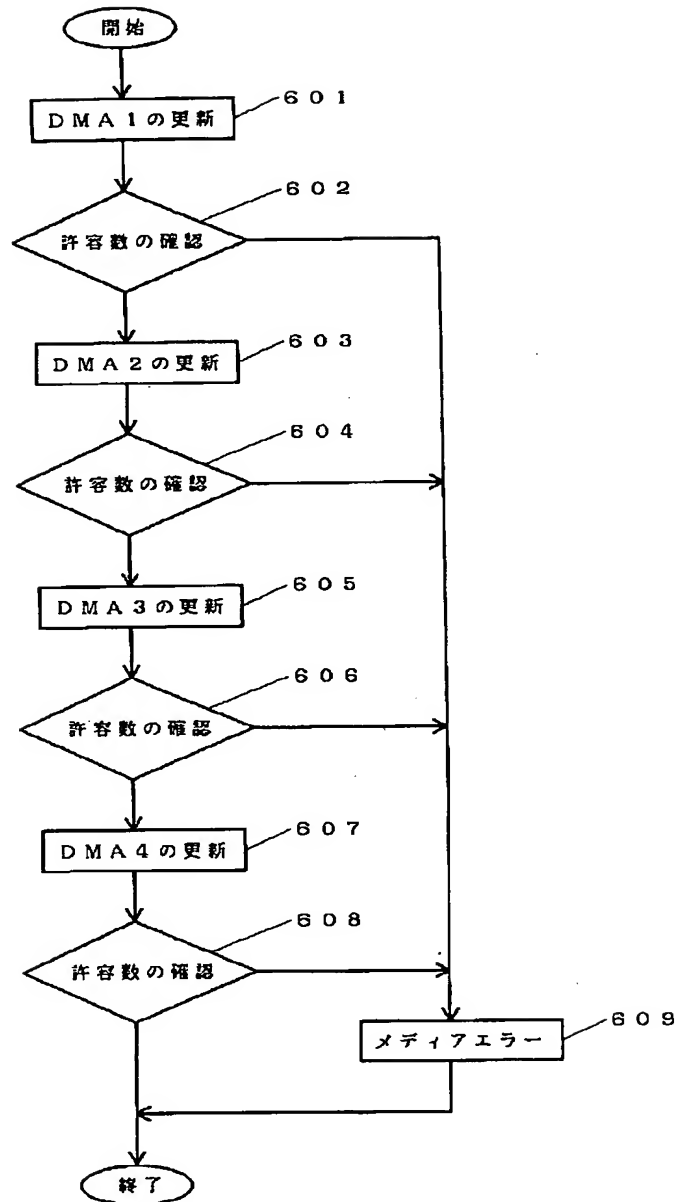 開始
601
DMA1の更新
602
許容数の確認
603
DMA2の更新
604
許容数の確認
605
DMA3の更新
606
許容数の確認
607
DMA4の更新
608
許容数の確認
609
メディアエラー
終了